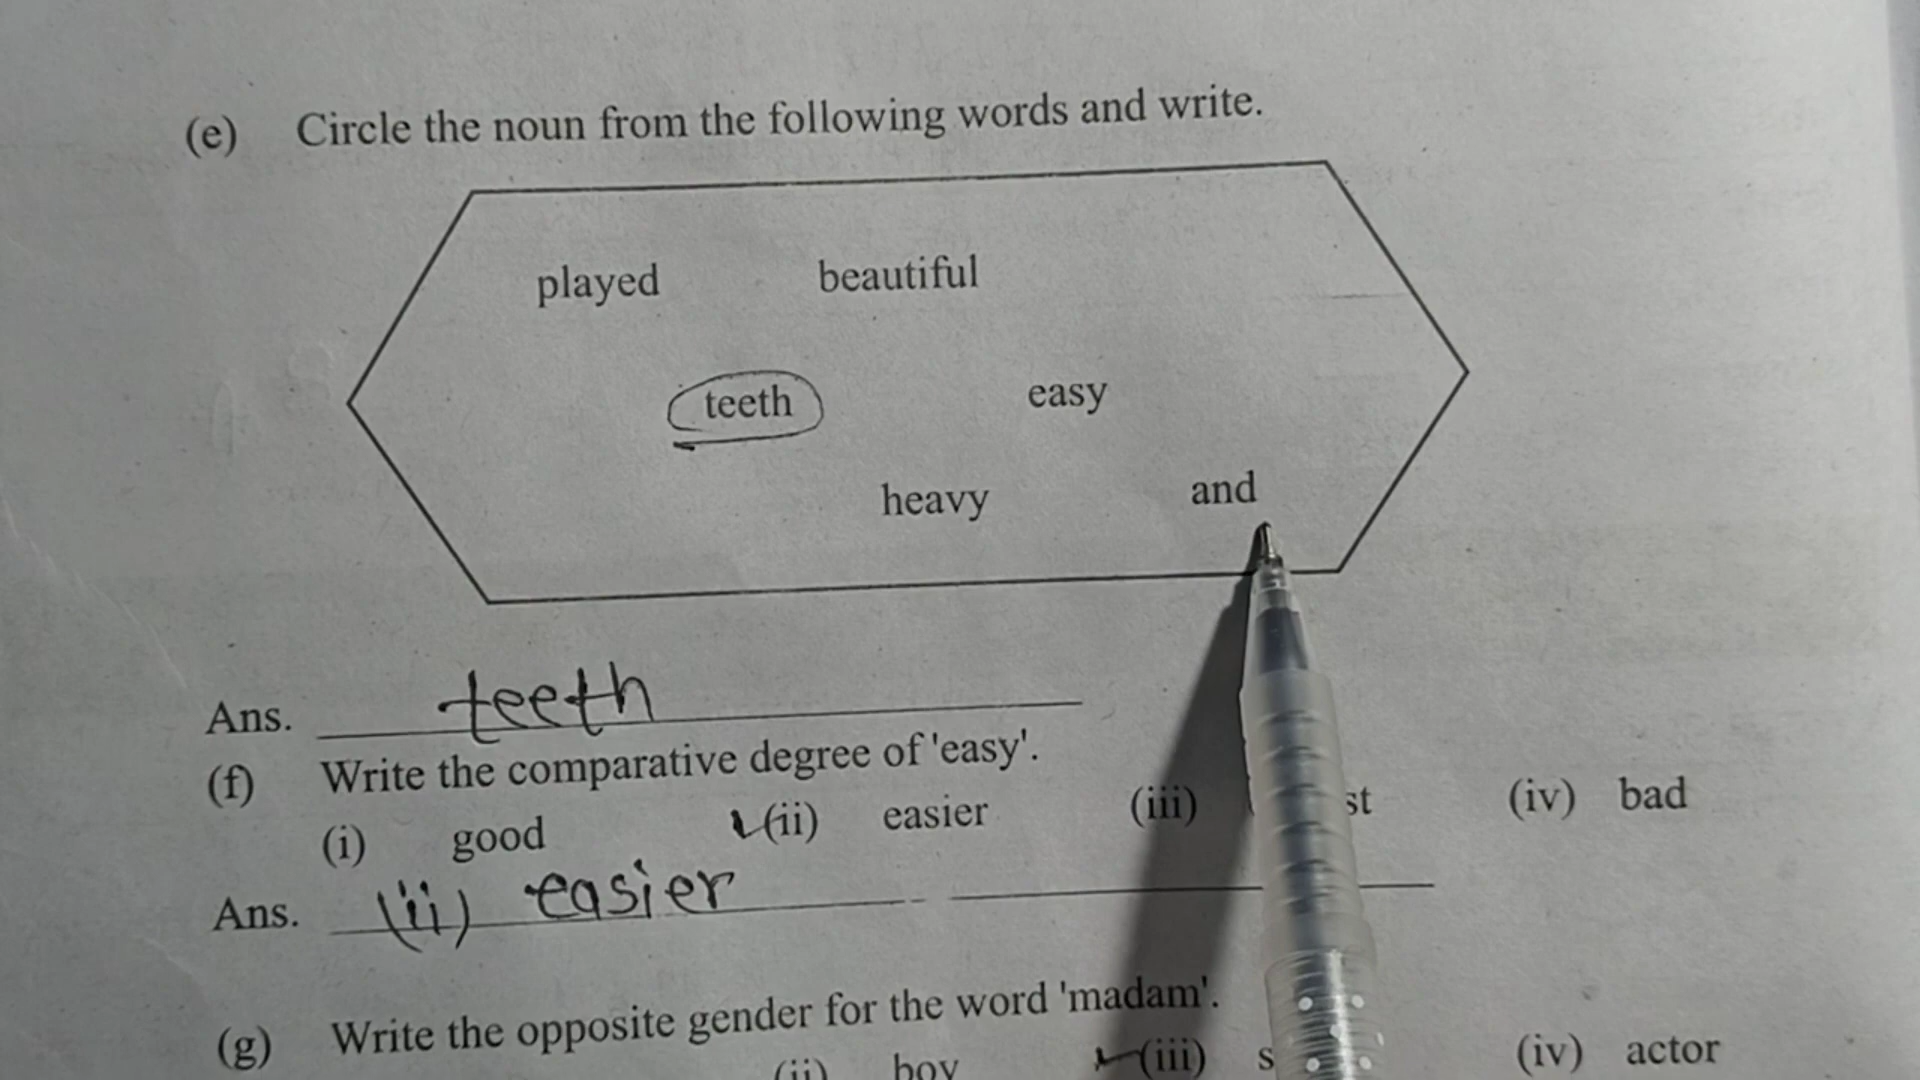 (e) Circle the noun from the following words and write.
played beautiful
teeth easy
heavy and
Ans. teeth
(f) Write the comparative degree of 'easy'.
(i) good (ii) easier (iii) st (iv) bad
Ans. (ii) easier
(g) Write the opposite gender for the word 'madam'.
(ii) boy (iii) s (iv) actor